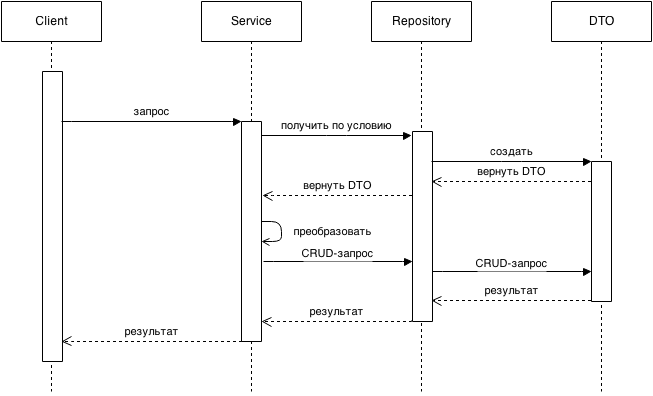 Client
Service
Repository
DTO
запрос
получить по условию
создать
вернуть DTO
вернуть DTO
преобразовать
CRUD-запрос
CRUD-запрос
результат
результат
результат